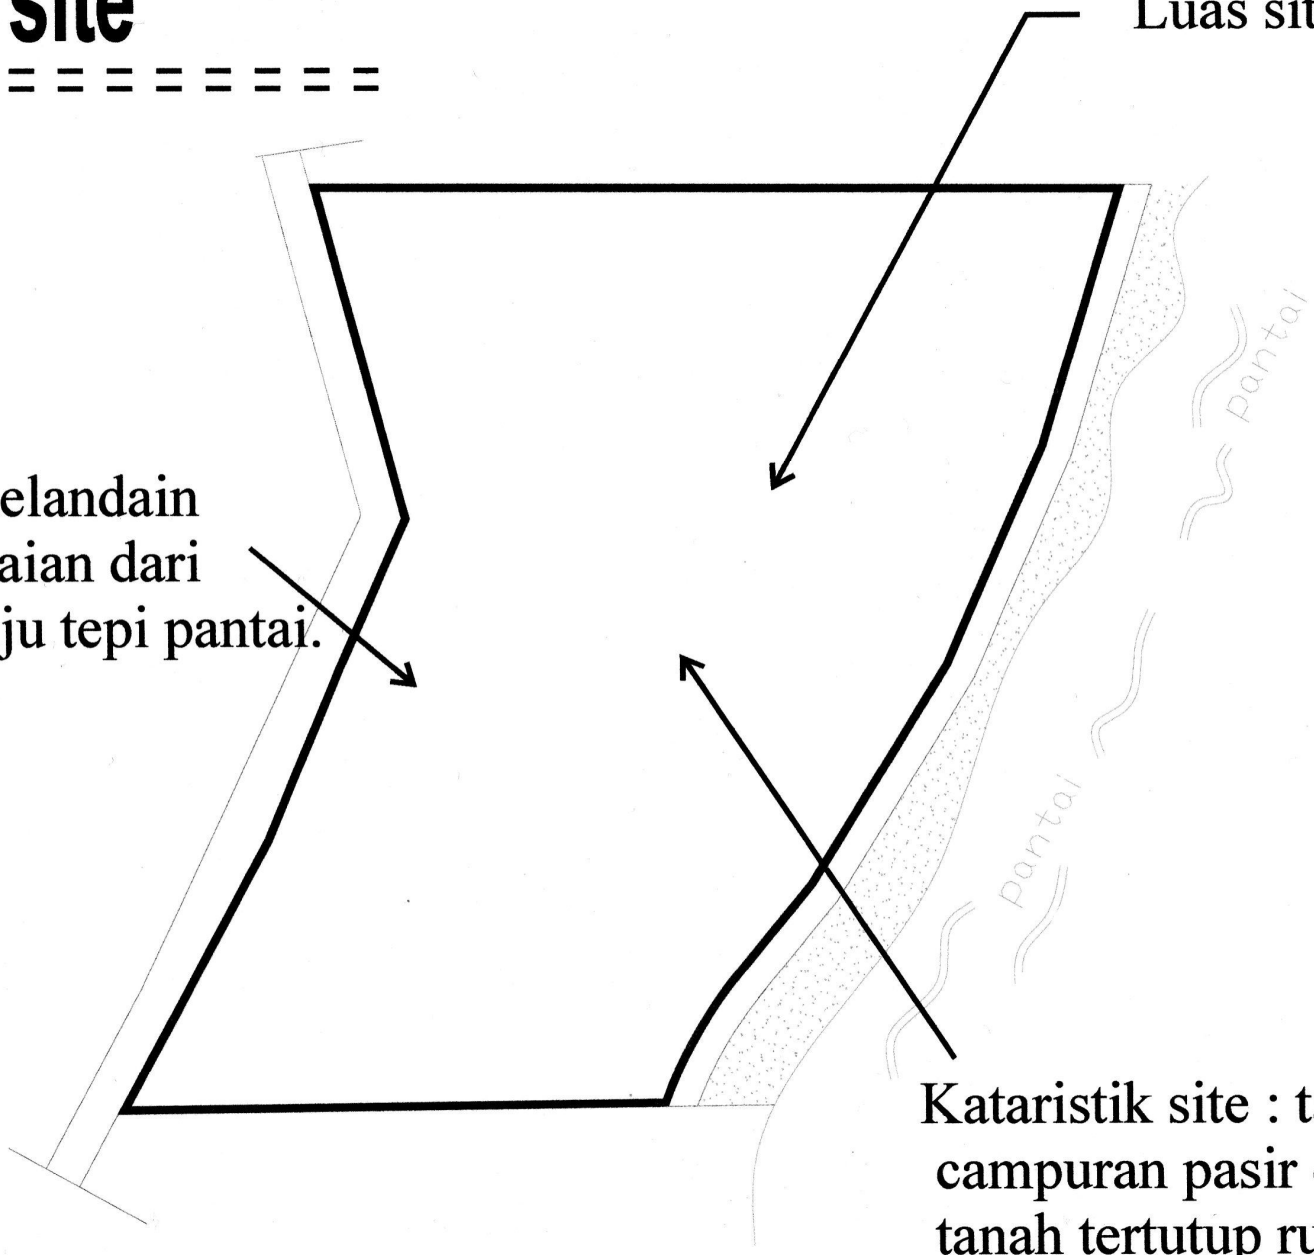 site
========
Luas sit
pantai
elandain
aian dari
ju tepi pantai.
pantai
Kataristik site : t
campuran pasir
tanah tertutup ru